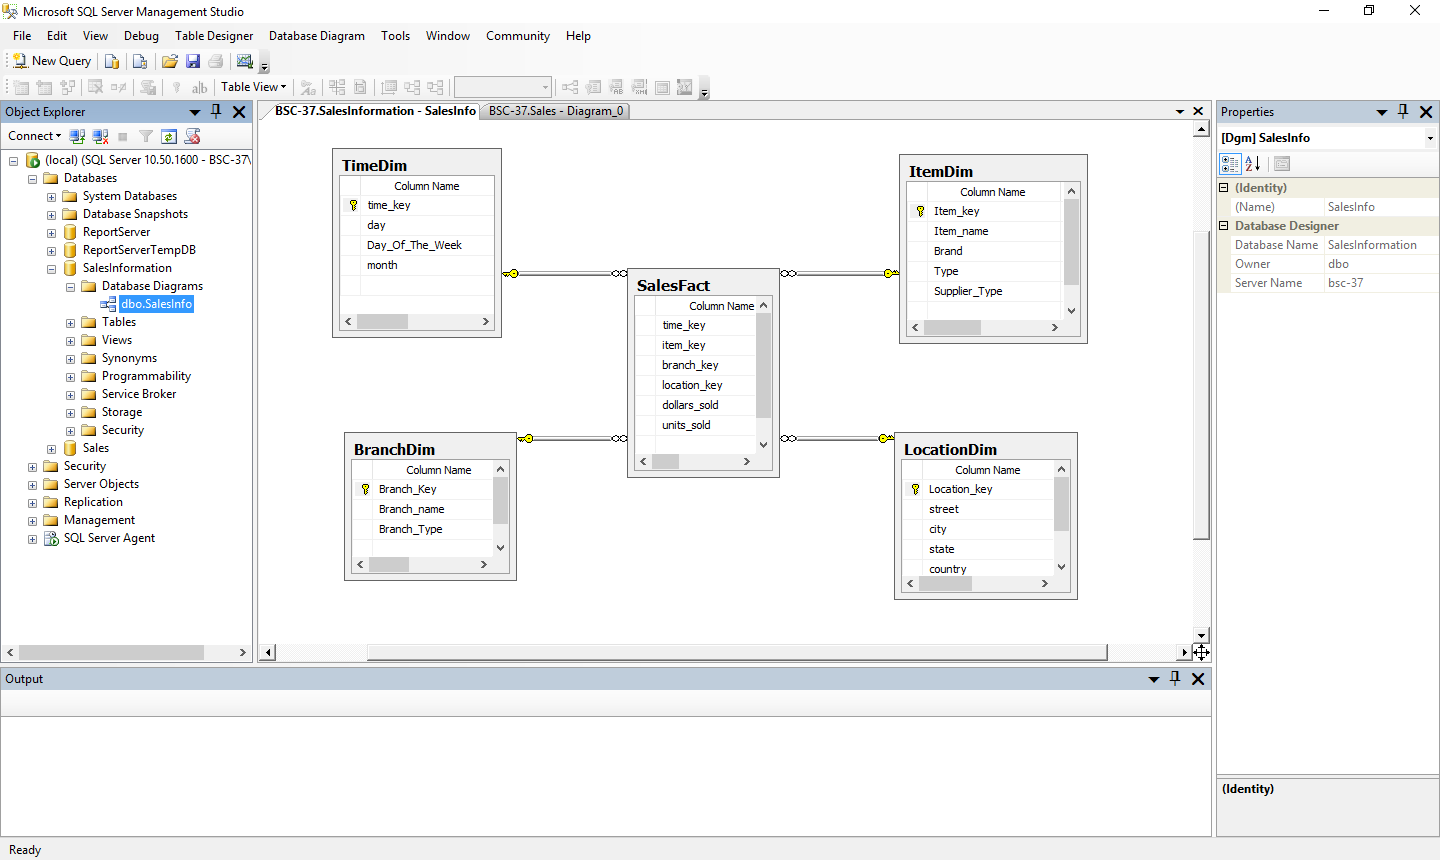 Microsoft SQL Server Management Studio
File Edit View Debug Table Designer Database Diagram Tools Window Community Help
New Query
ab Table View
Object Explorer
Connect
(local) (SQL Server 10.50.1600 - BSC-37\
Databases
System Databases
Database Snapshots
ReportServer
ReportServerTempDB
SalesInformation
Database Diagrams
dbo.SalesInfo
Tables
Views
Synonyms
Programmability
Service Broker
Storage
Security
Sales
Security
Server Objects
Replication
Management
SQL Server Agent
BSC-37.SalesInformation - SalesInfo BSC-37.Sales - Diagram_0
TimeDim
Column Name
time_key
day
Day_Of_The_Week
month
ItemDim
Column Name
Item_key
Item_name
Brand
Type
Supplier_Type
SalesFact
Column Name
time_key
item_key
branch_key
location_key
dollars_sold
units_sold
BranchDim
Column Name
Branch_Key
Branch_name
Branch_Type
LocationDim
Column Name
Location_key
street
city
state
country
Properties
[Dgm] SalesInfo
(Identity)
(Name) SalesInfo
Database Designer
Database Name SalesInformation
Owner dbo
Server Name bsc-37
(Identity)
Output
Ready